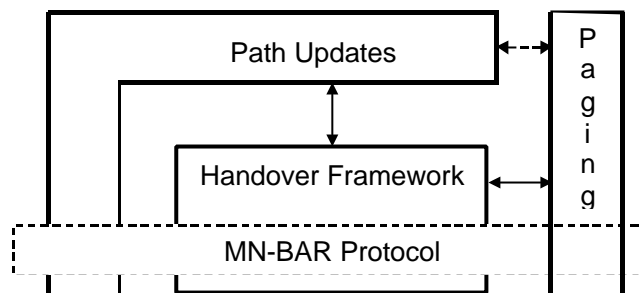 Path Updates
Handover Framework
MN-BAR Protocol
P
a
g
i
n
g